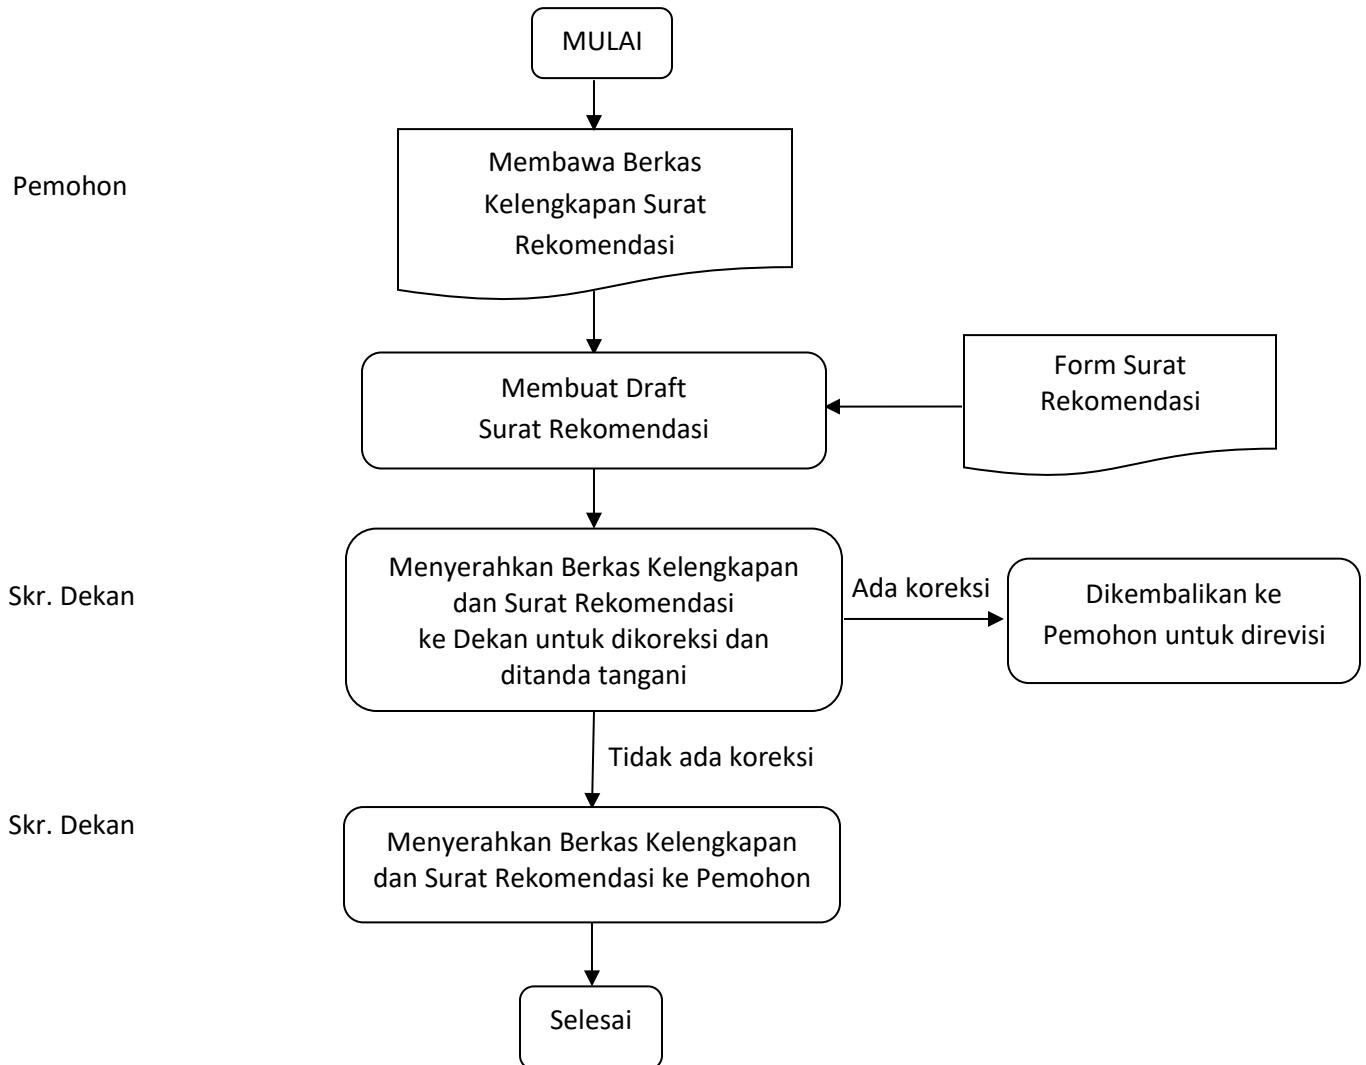 MULAI
Pemohon
Membawa Berkas
Kelengkapan Surat
Rekomendasi
Membuat Draft
Surat Rekomendasi
Form Surat
Rekomendasi
Skr. Dekan
Menyerahkan Berkas Kelengkapan
dan Surat Rekomendasi
ke Dekan untuk dikoreksi dan
ditanda tangani
Ada koreksi
Dikembalikan ke
Pemohon untuk direvisi
Tidak ada koreksi
Skr. Dekan
Menyerahkan Berkas Kelengkapan
dan Surat Rekomendasi ke Pemohon
Selesai